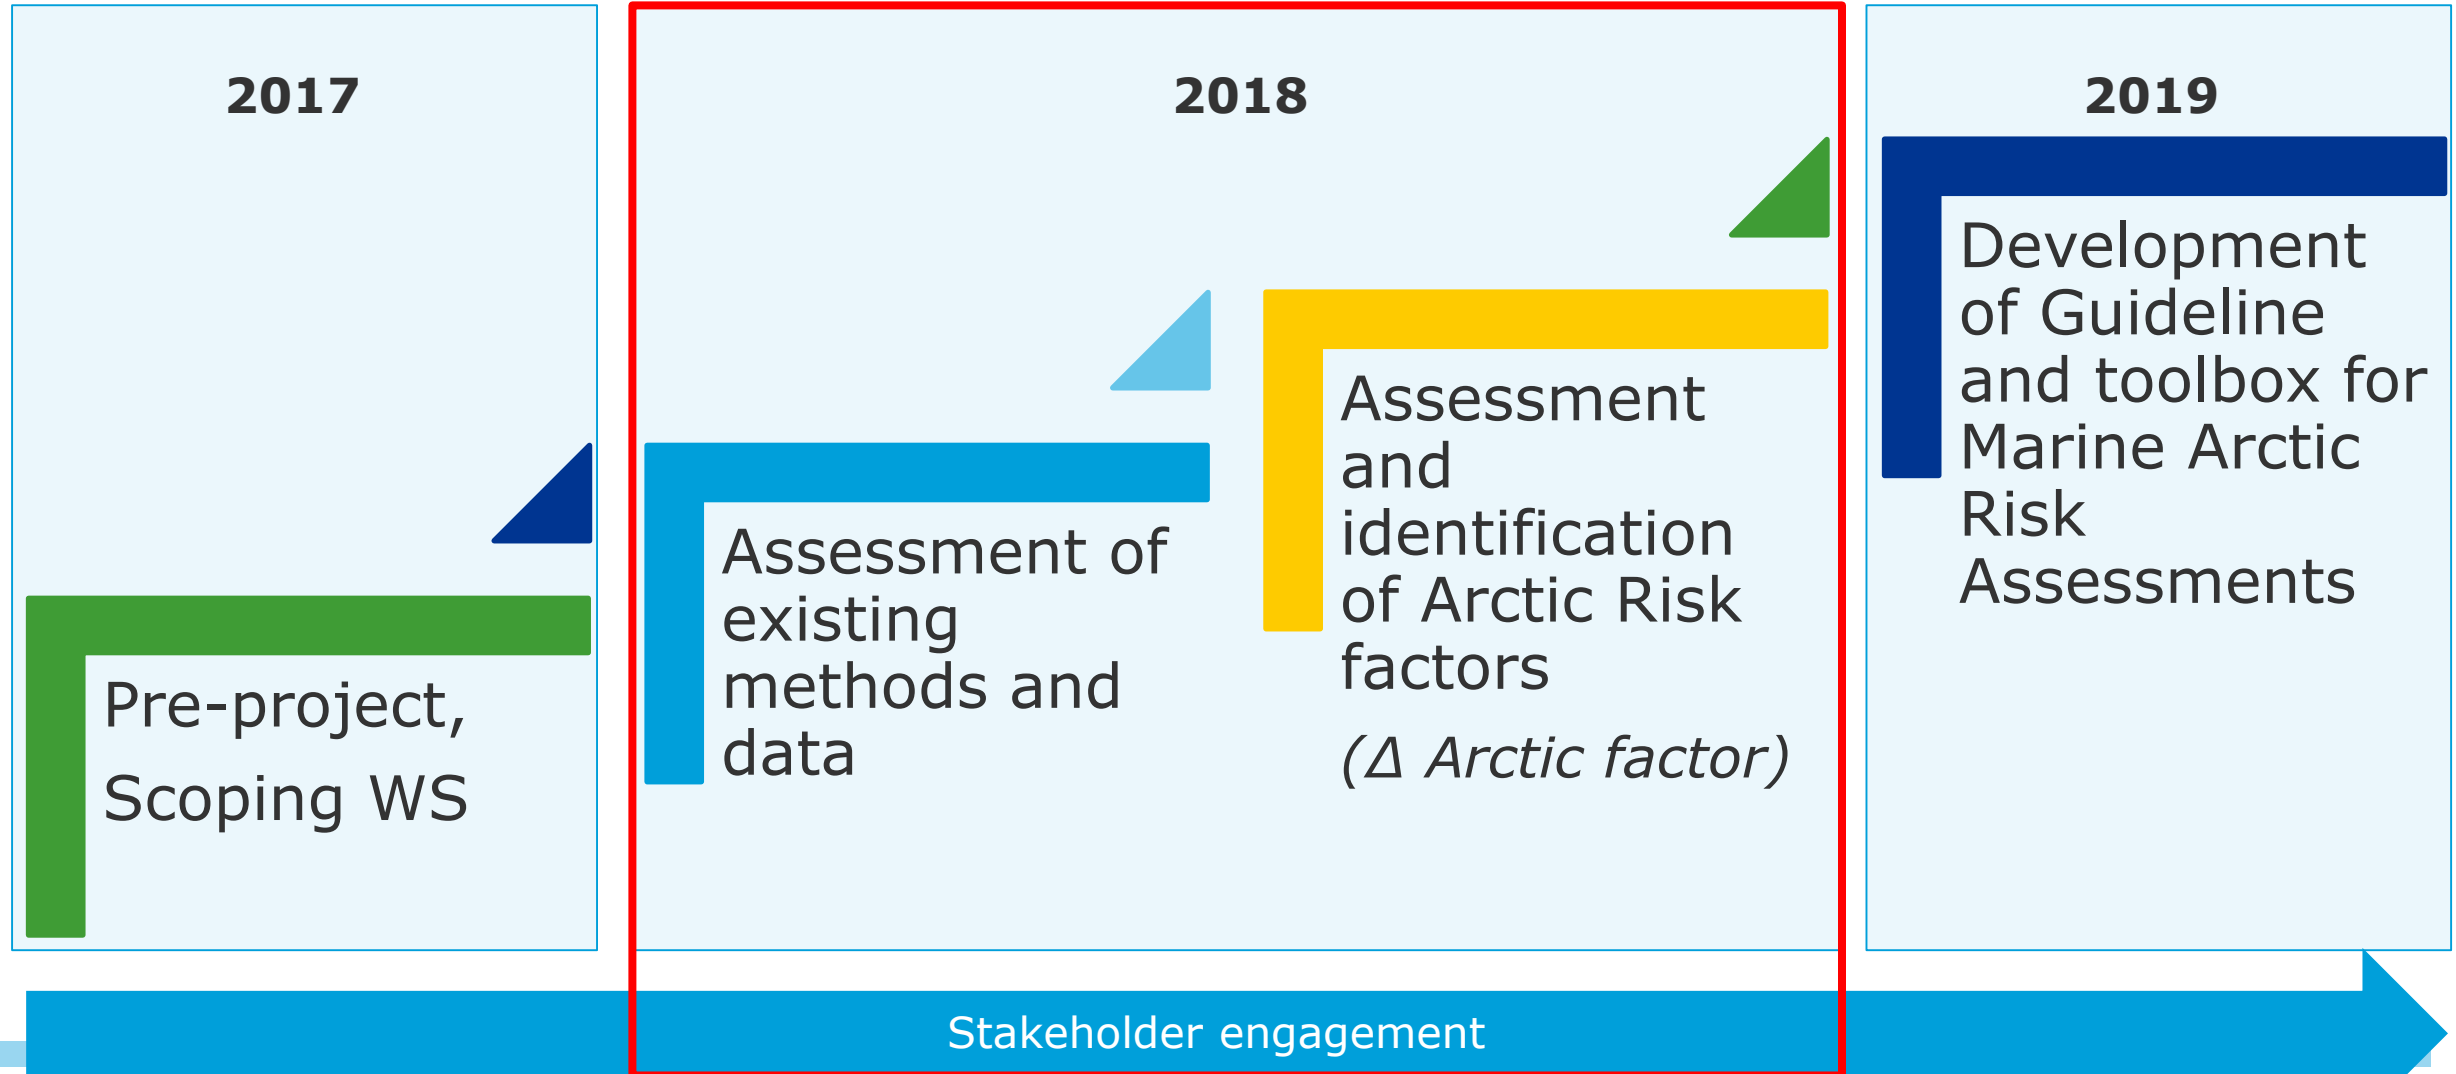 2017
Pre-project,
Scoping WS
2018
Assessment of
existing
methods and
data
Assessment
and
identification
of Arctic Risk
factors
(Δ Arctic factor)
2019
Development
of Guideline
and toolbox for
Marine Arctic
Risk
Assessments
Stakeholder engagement